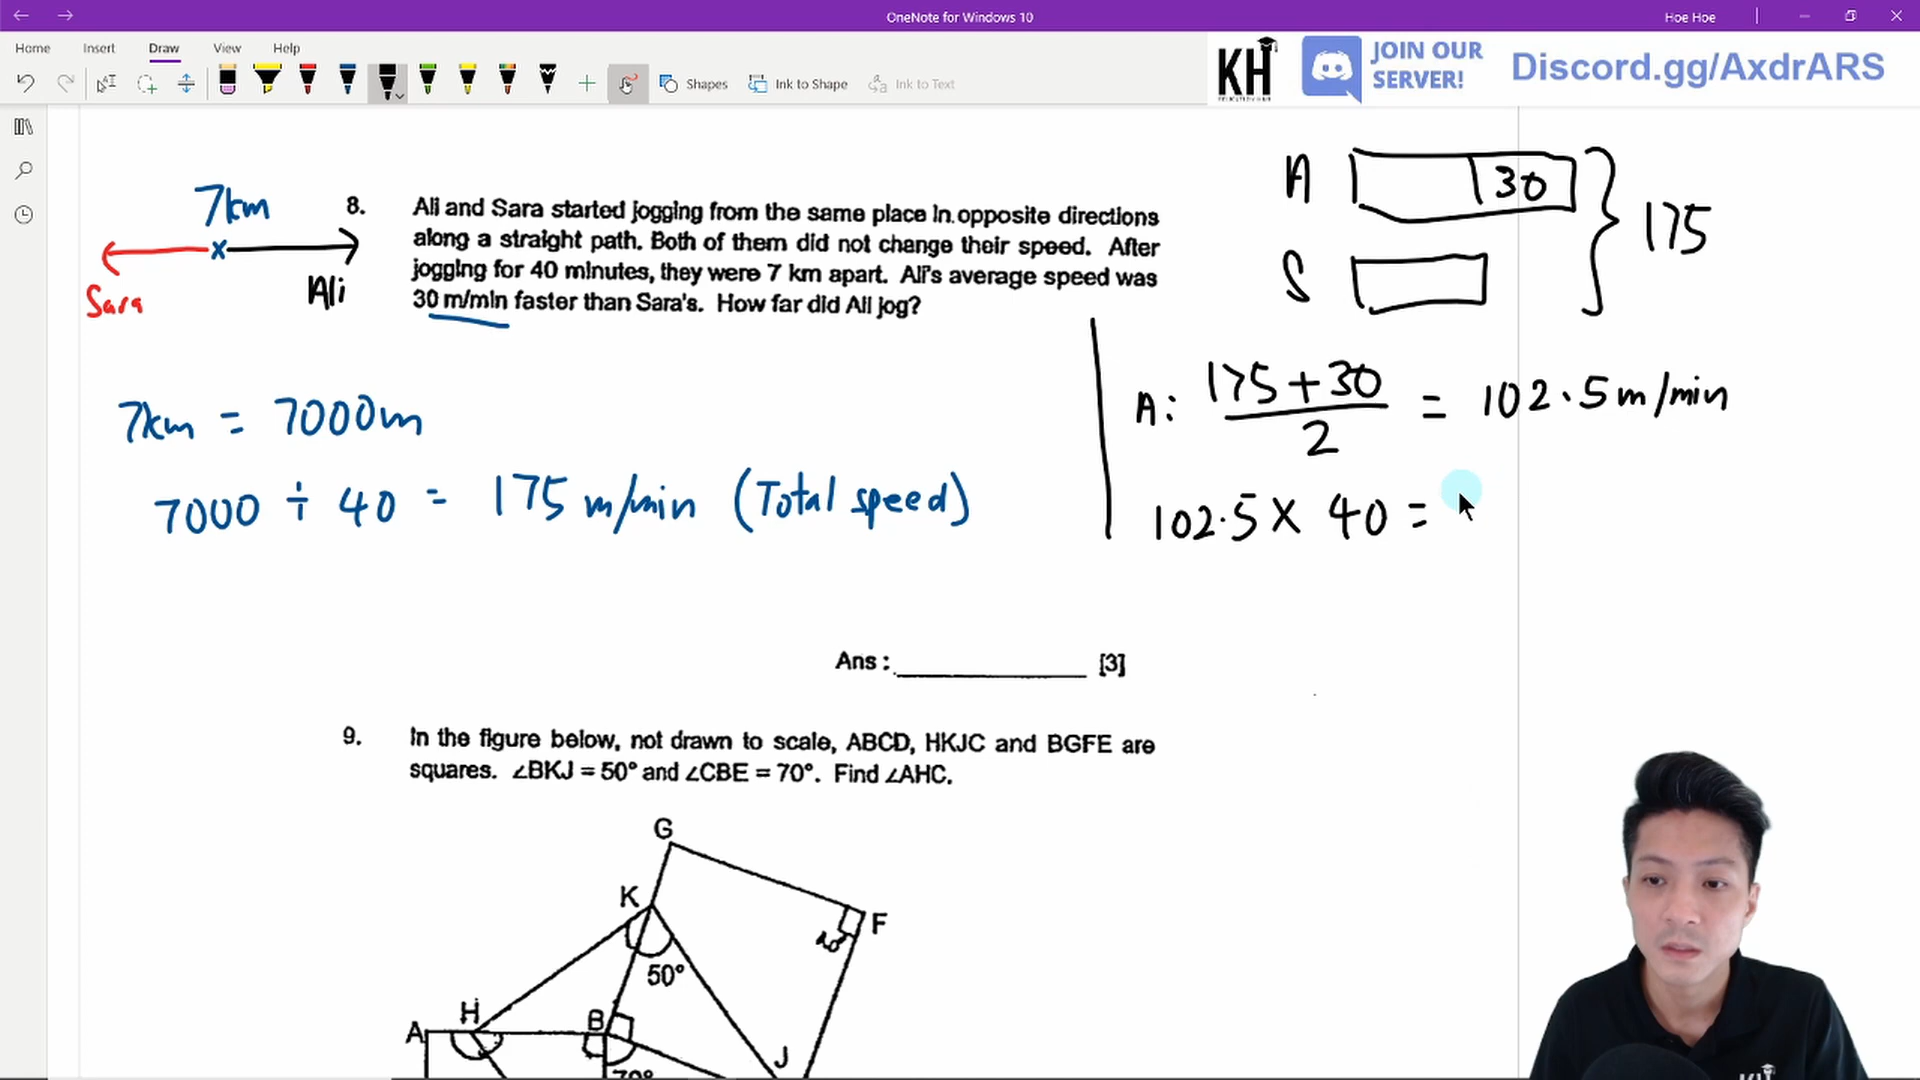 OneNote for Windows 10
Hoe Hoe
Home Insert Draw View Help
Shapes
Ink to Shape
Ink to Text
KH
JOIN OUR
SERVER!
Discord.gg/AxdrARS
7km
Sara
Ali
8. Ali and Sara started jogging from the same place in opposite directions
along a straight path. Both of them did not change their speed. After
jogging for 40 minutes, they were 7 km apart. Ali's average speed was
30 m/min faster than Sara's. How far did Ali jog?
A 30
S
175
7km = 7000m
7000 ÷ 40 = 175 m/min (Total speed)
A: 175+30
2
= 102.5m/min
102.5 X 40 =
Ans : [3]
9. In the figure below, not drawn to scale, ABCD, HKJC and BGFE are
squares. ∠BKJ = 50° and ∠CBE = 70°. Find ∠AHC.
G
K
F
50°
H
A
B
J
70°
KH